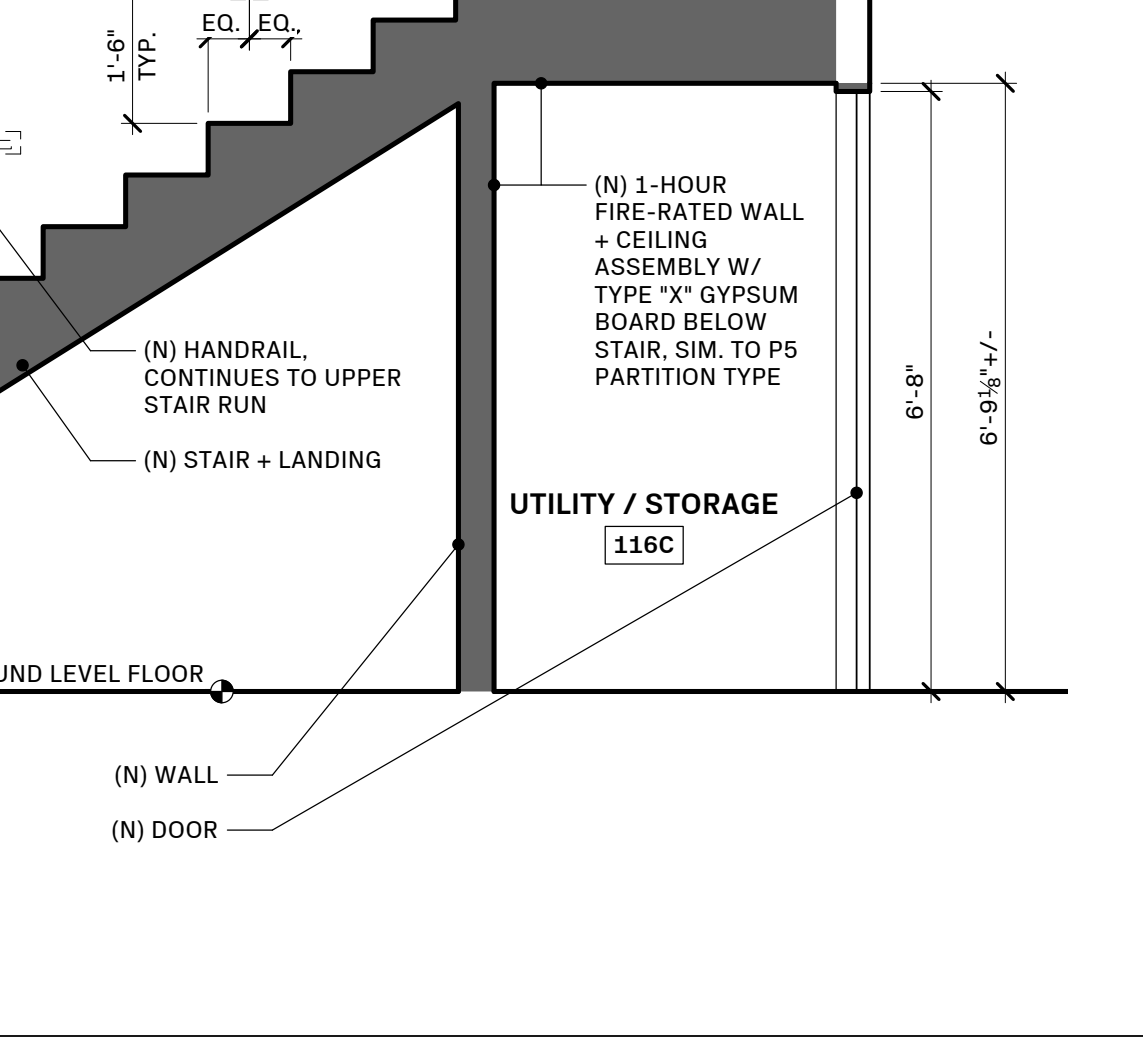 EQ. EQ.,
1'-6"
TYP.
(N) 1-HOUR
FIRE-RATED WALL
+ CEILING
ASSEMBLY W/
TYPE "X" GYPSUM
BOARD BELOW
STAIR, SIM. TO P5
PARTITION TYPE
(N) HANDRAIL,
CONTINUES TO UPPER
STAIR RUN
(N) STAIR + LANDING
6'-8"
6'-9⅛"+/-
UTILITY / STORAGE
116C
UND LEVEL FLOOR
(N) WALL
(N) DOOR